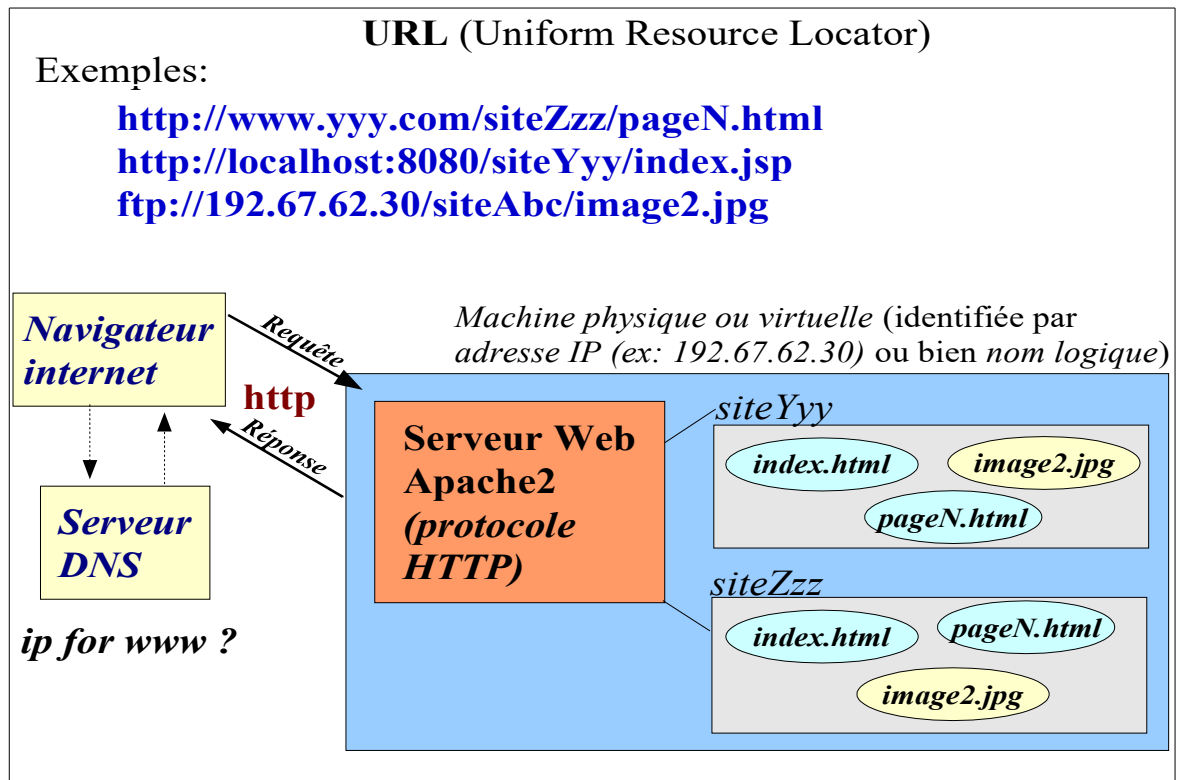 URL (Uniform Resource Locator)
Exemples:
http://www.yyy.com/siteZzz/pageN.html
http://localhost:8080/siteYyy/index.jsp
ftp://192.67.62.30/siteAbc/image2.jpg
Navigateur
internet
Requête
http
Réponse
Serveur
DNS
ip for www ?
Machine physique ou virtuelle (identifiée par
adresse IP (ex: 192.67.62.30) ou bien nom logique)
Serveur Web
Apache2
(protocole
HTTP)
siteYyy
index.html
image2.jpg
pageN.html
siteZzz
index.html
pageN.html
image2.jpg